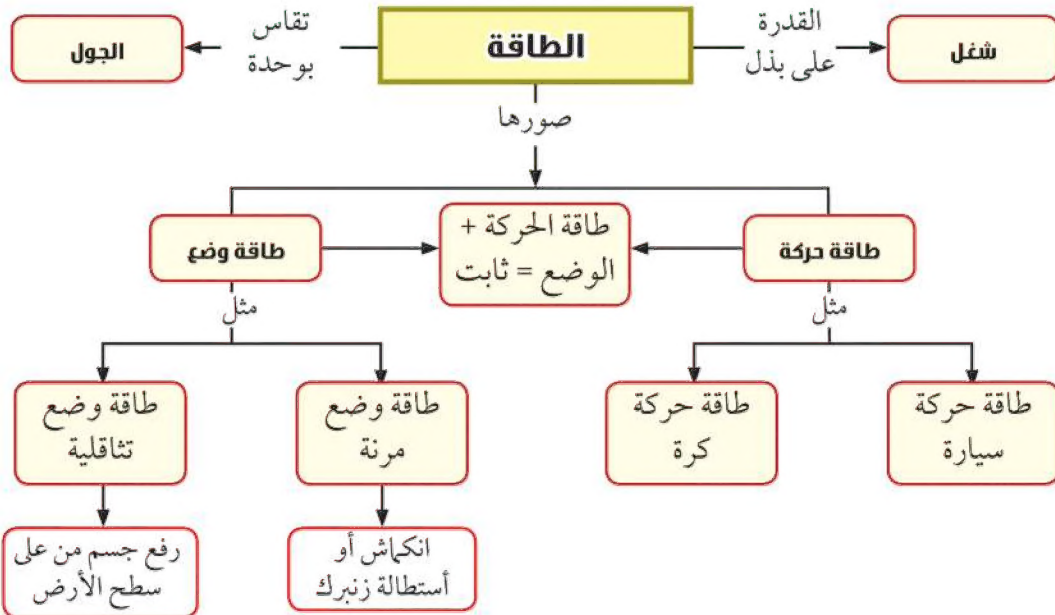 الطاقة
القدرة
على بذل
شغل
تقاس
بوحدة
الجول
صورها
طاقة حركة
طاقة الحركة +
الوضع = ثابت
طاقة وضع
مثل
مثل
طاقة حركة
سيارة
طاقة حركة
كرة
طاقة وضع
مرنة
طاقة وضع
تثاقلية
انكماش أو
أستطالة زنبرك
رفع جسم من على
سطح الأرض